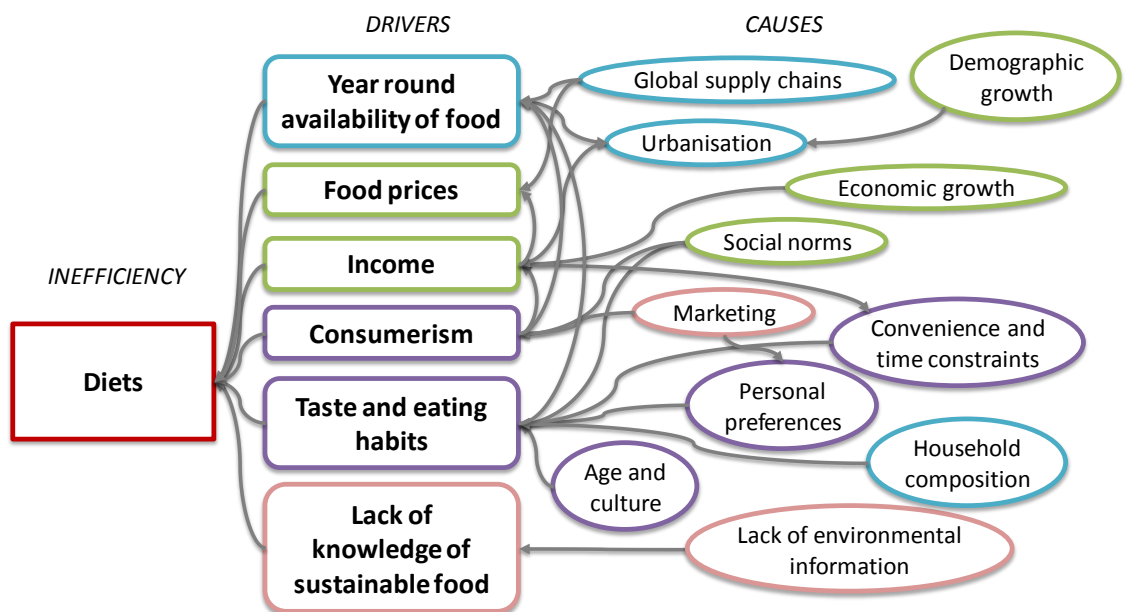 DRIVERS
CAUSES
INEFFICIENCY
Diets
Year round
availability of food
Food prices
Income
Consumerism
Taste and eating
habits
Lack of
knowledge of
sustainable food
Global supply chains
Demographic
growth
Urbanisation
Economic growth
Social norms
Marketing
Convenience and
time constraints
Personal
preferences
Household
composition
Age and
culture
Lack of environmental
information